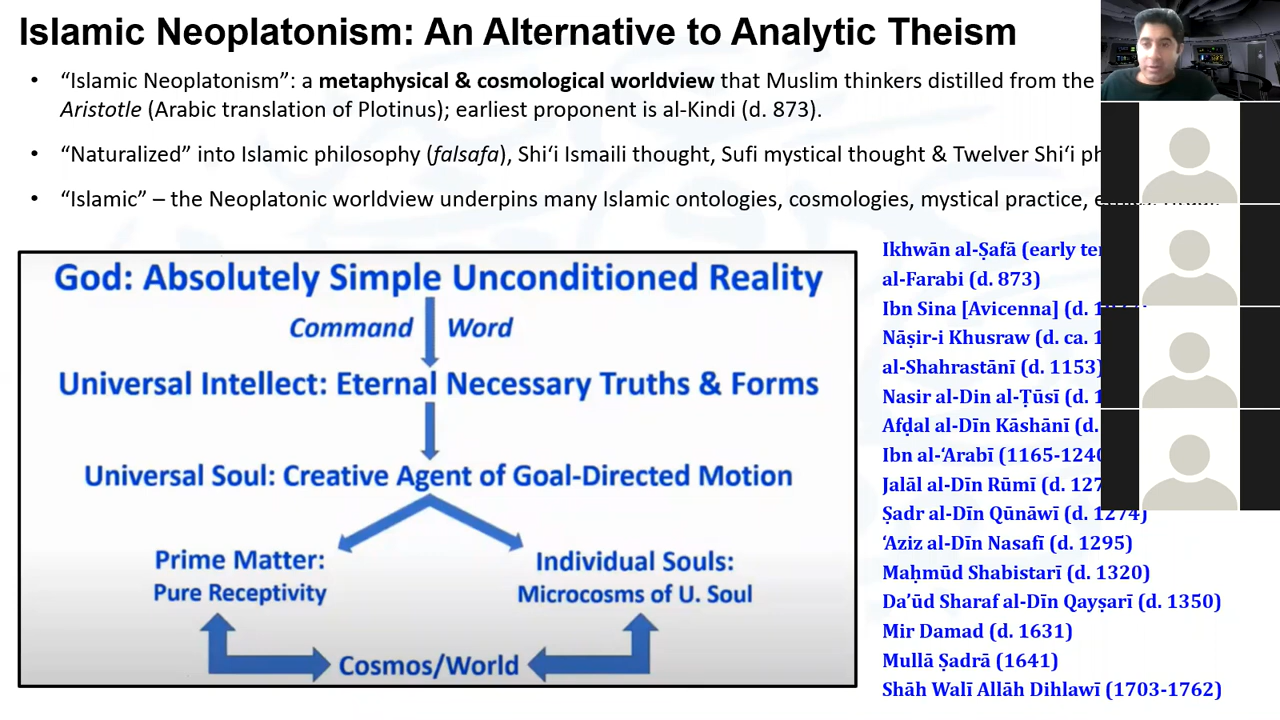 Islamic Neoplatonism: An Alternative to Analytic Theism
• “Islamic Neoplatonism”: a metaphysical & cosmological worldview that Muslim thinkers distilled from the
Aristotle (Arabic translation of Plotinus); earliest proponent is al-Kindi (d. 873).
• “Naturalized” into Islamic philosophy (falsafa), Shi‘i Ismaili thought, Sufi mystical thought & Twelver Shi‘i
• “Islamic” – the Neoplatonic worldview underpins many Islamic ontologies, cosmologies, mystical practice,
God: Absolutely Simple Unconditioned Reality
Command Word
Universal Intellect: Eternal Necessary Truths & Forms
Universal Soul: Creative Agent of Goal-Directed Motion
Prime Matter:
Pure Receptivity
Individual Souls:
Microcosms of U. Soul
Cosmos/World
Ikhwān al-Ṣafā (early
al-Farabi (d. 873)
Ibn Sina [Avicenna] (d.
Nāṣir-i Khusraw (d. ca.
al-Shahrastānī (d. 1153)
Nasir al-Din al-Ṭūsī (d.
Afḍal al-Dīn Kāshānī (d.
Ibn al-‘Arabī (1165-1240
Jalāl al-Dīn Rūmī (d.
Ṣadr al-Dīn Qūnāwī (d. 1274)
‘Aziz al-Dīn Nasafī (d. 1295)
Maḥmūd Shabistarī (d. 1320)
Da’ūd Sharaf al-Dīn Qayṣarī (d. 1350)
Mir Damad (d. 1631)
Mullā Ṣadrā (1641)
Shāh Walī Allāh Dihlawī (1703-1762)